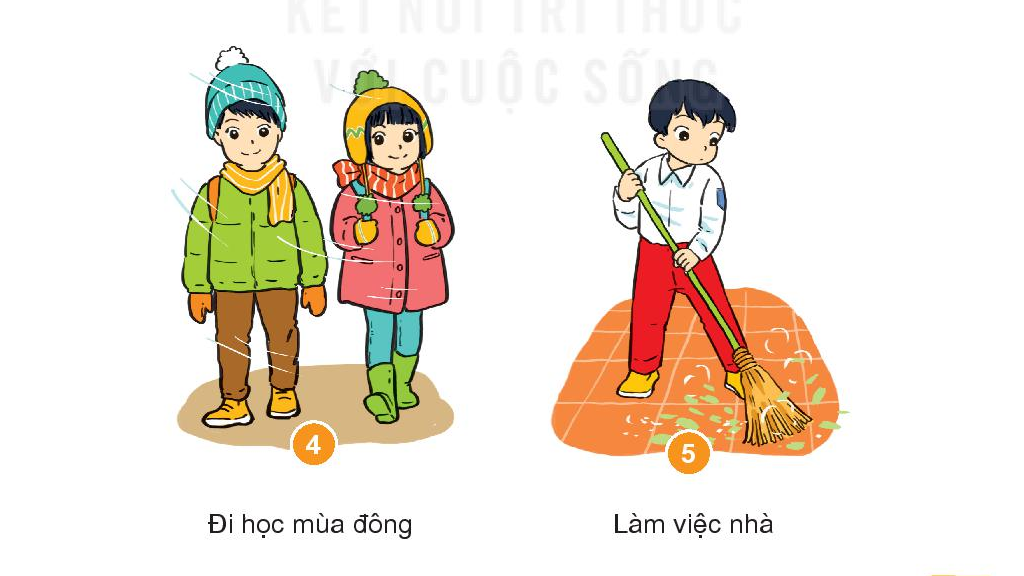 KẾT NỐI TRI THỨC
VỚI CUỘC SỐNG
4
5
Đi học mùa đông
Làm việc nhà